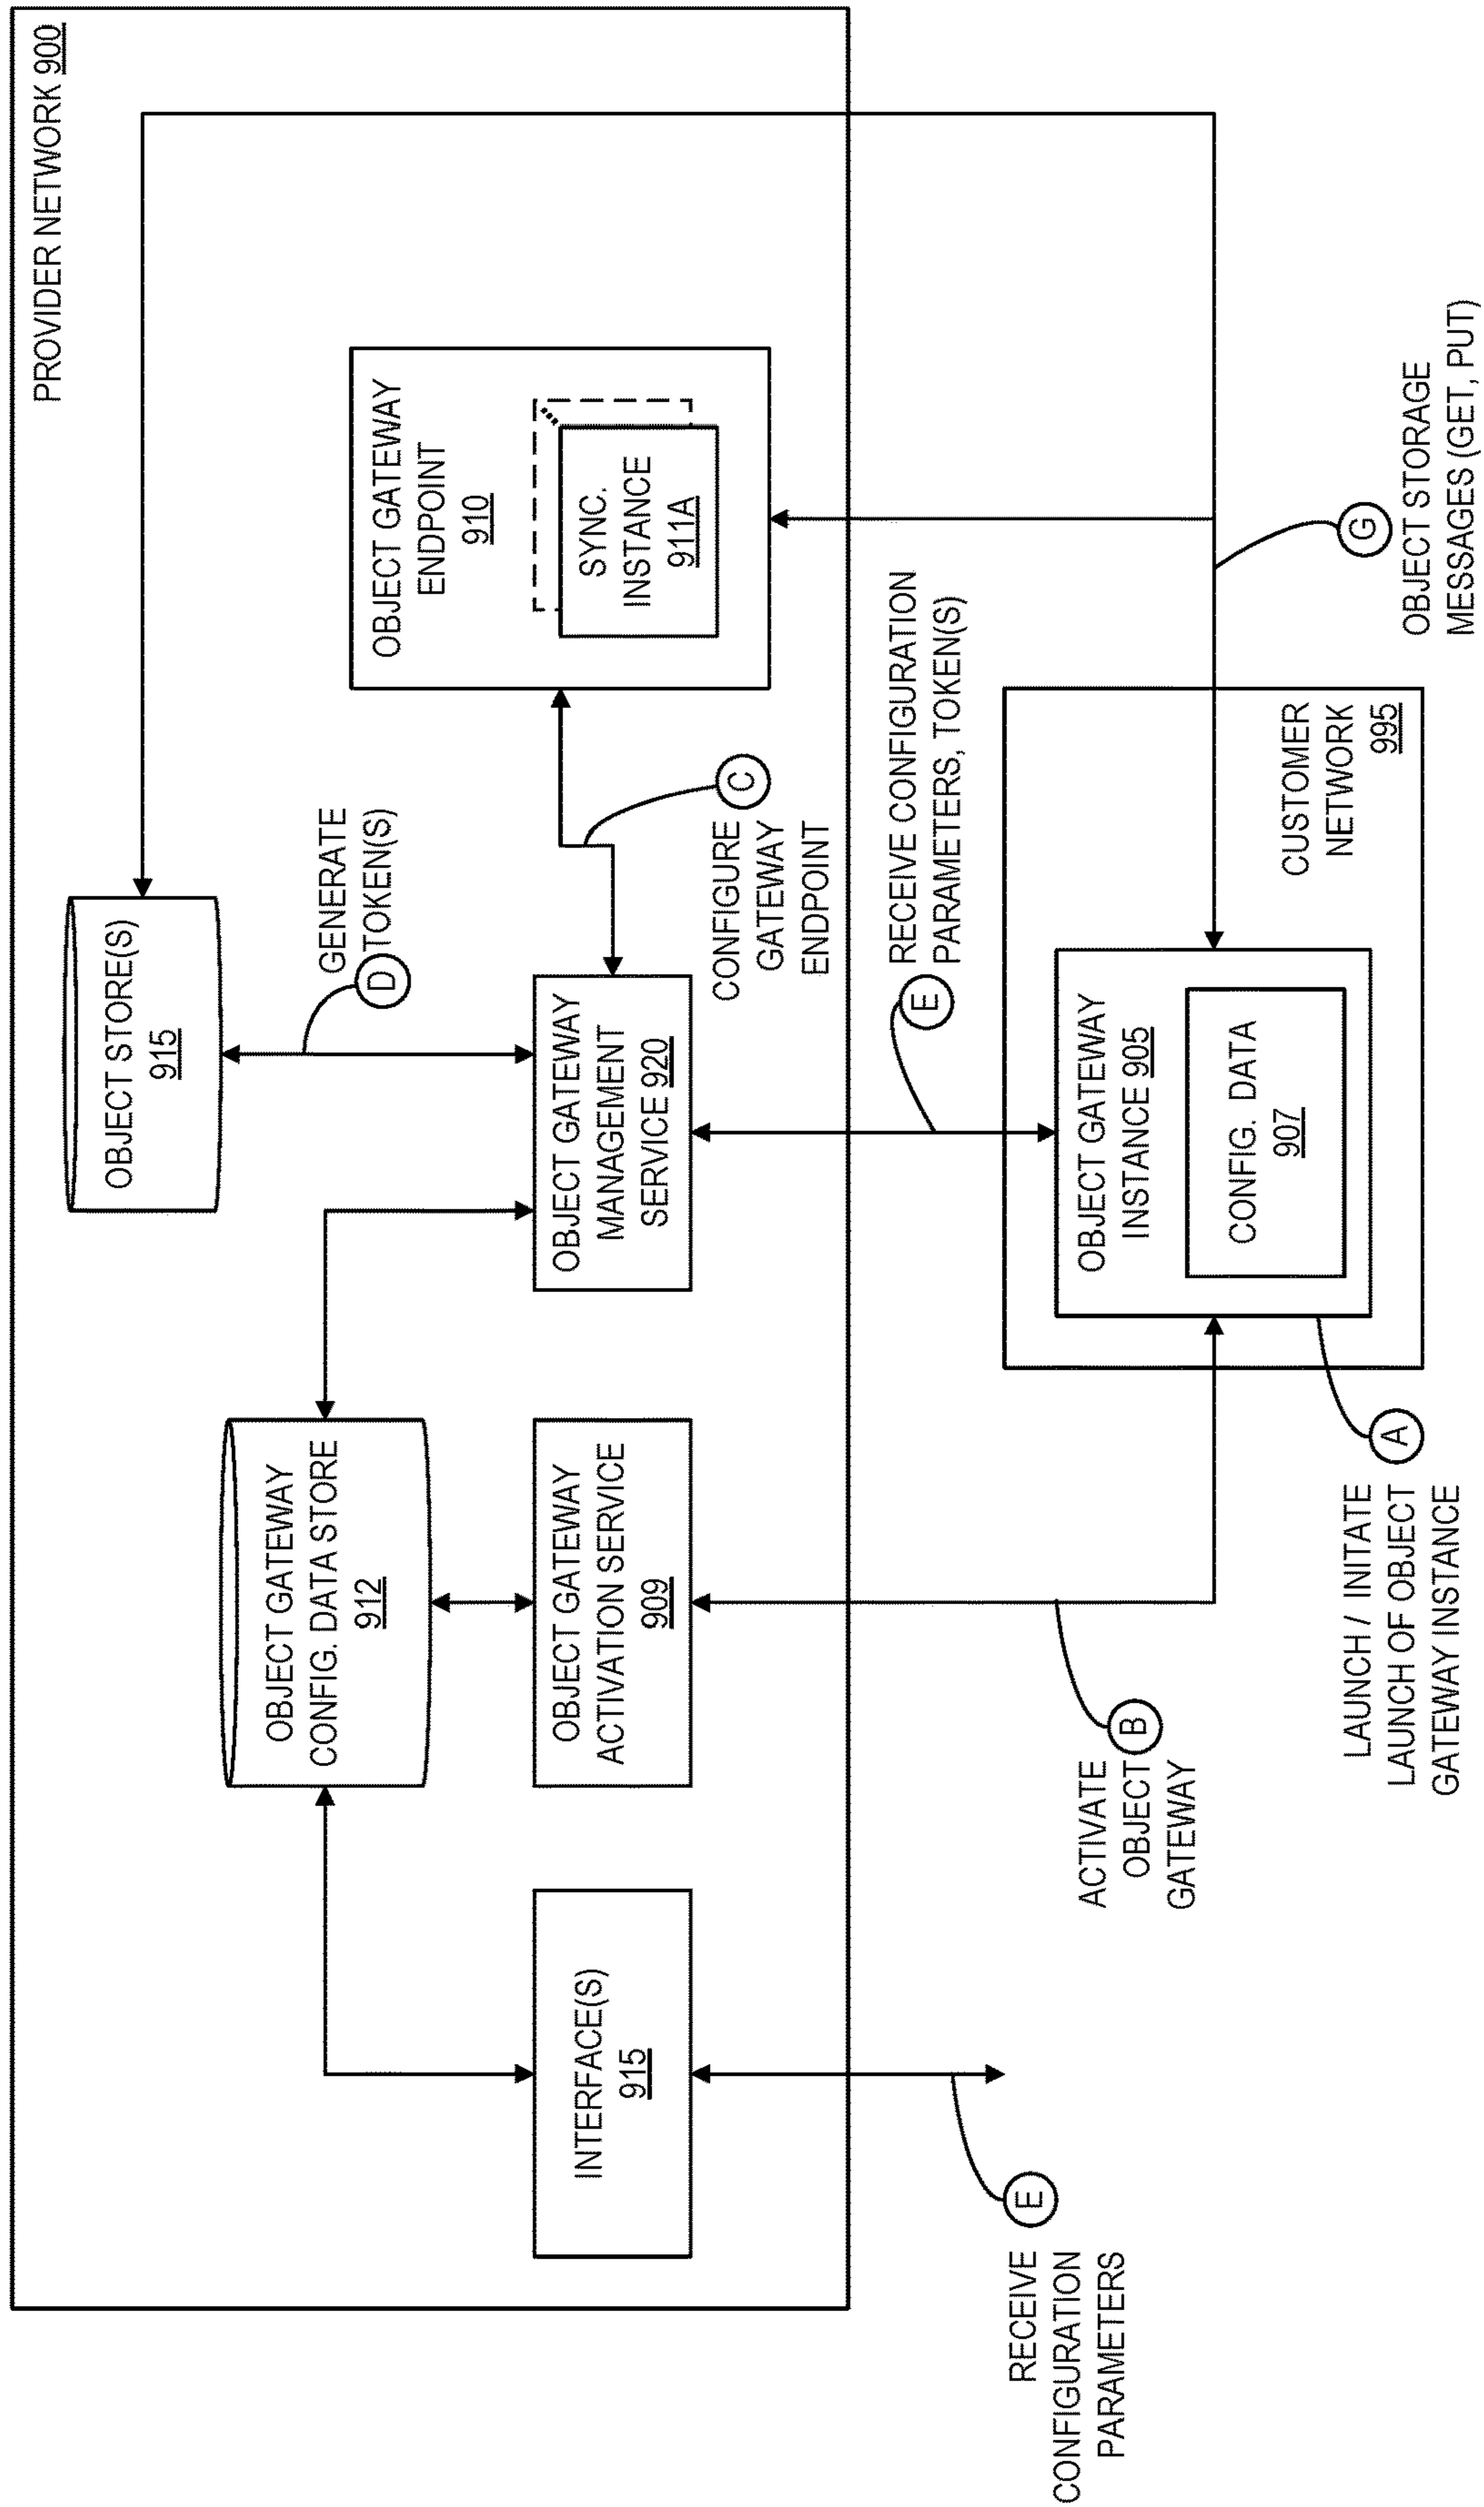 PROVIDER NETWORK 900
OBJECT STORE(S)
915
GENERATE
TOKEN(S)
D
OBJECT GATEWAY
CONFIG. DATA STORE
912
OBJECT GATEWAY
ENDPOINT
910
SYNC.
INSTANCE
911A
INTERFACE(S)
915
OBJECT GATEWAY
ACTIVATION SERVICE
909
OBJECT GATEWAY
MANAGEMENT
SERVICE 920
C
CONFIGURE
GATEWAY
ENDPOINT
E
RECEIVE CONFIGURATION
PARAMETERS, TOKEN(S)
E
RECEIVE
CONFIGURATION
PARAMETERS
B
ACTIVATE
OBJECT
GATEWAY
OBJECT GATEWAY
INSTANCE 905
CONFIG. DATA
907
CUSTOMER
NETWORK
995
A
LAUNCH / INITATE
LAUNCH OF OBJECT
GATEWAY INSTANCE
G
OBJECT STORAGE
MESSAGES (GET, PUT)